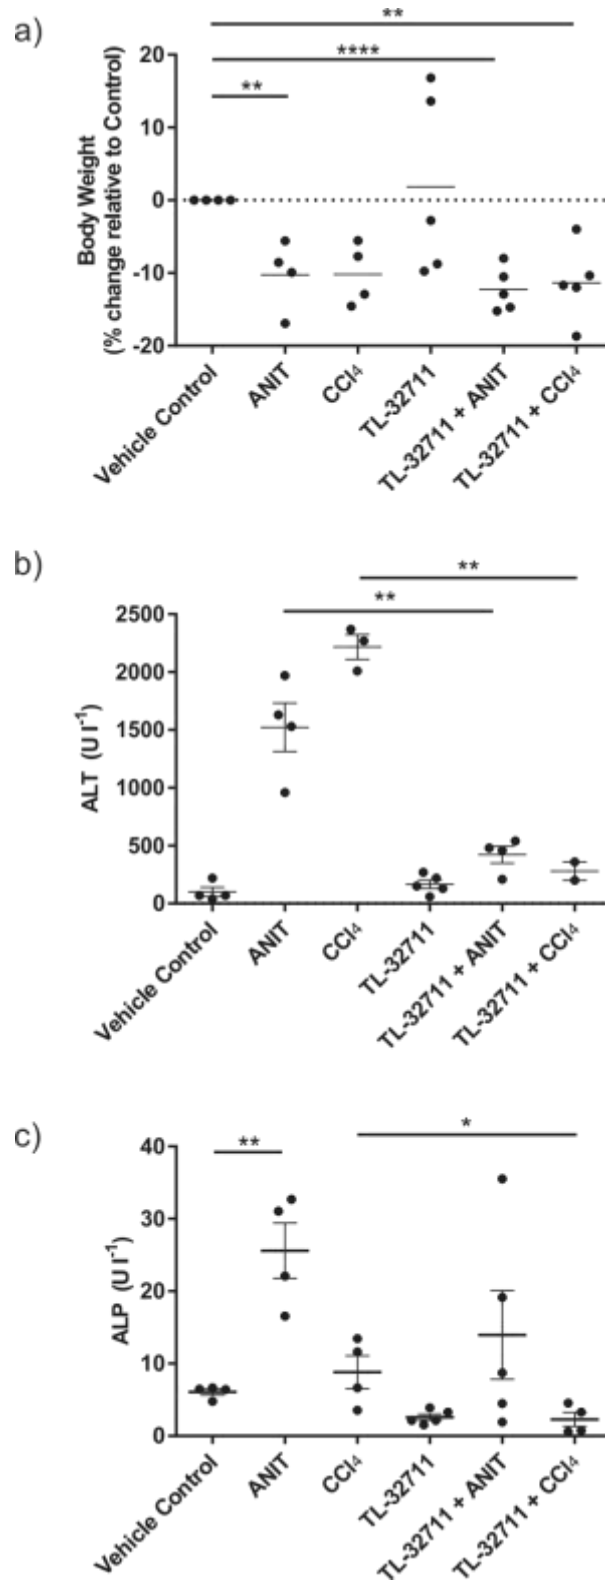 a)
**
****
**
20
10
0
-10
-20
Body Weight
(% change relative to Control)
Vehicle Control
ANIT
CCl4
TL-32711
TL-32711 + ANIT
TL-32711 + CCl4
b)
**
**
2500
2000
1500
1000
500
0
ALT (U l-1)
Vehicle Control
ANIT
CCl4
TL-32711
TL-32711 + ANIT
TL-32711 + CCl4
c)
**
*
40
30
20
10
0
ALP (U l-1)
Vehicle Control
ANIT
CCl4
TL-32711
TL-32711 + ANIT
TL-32711 + CCl4